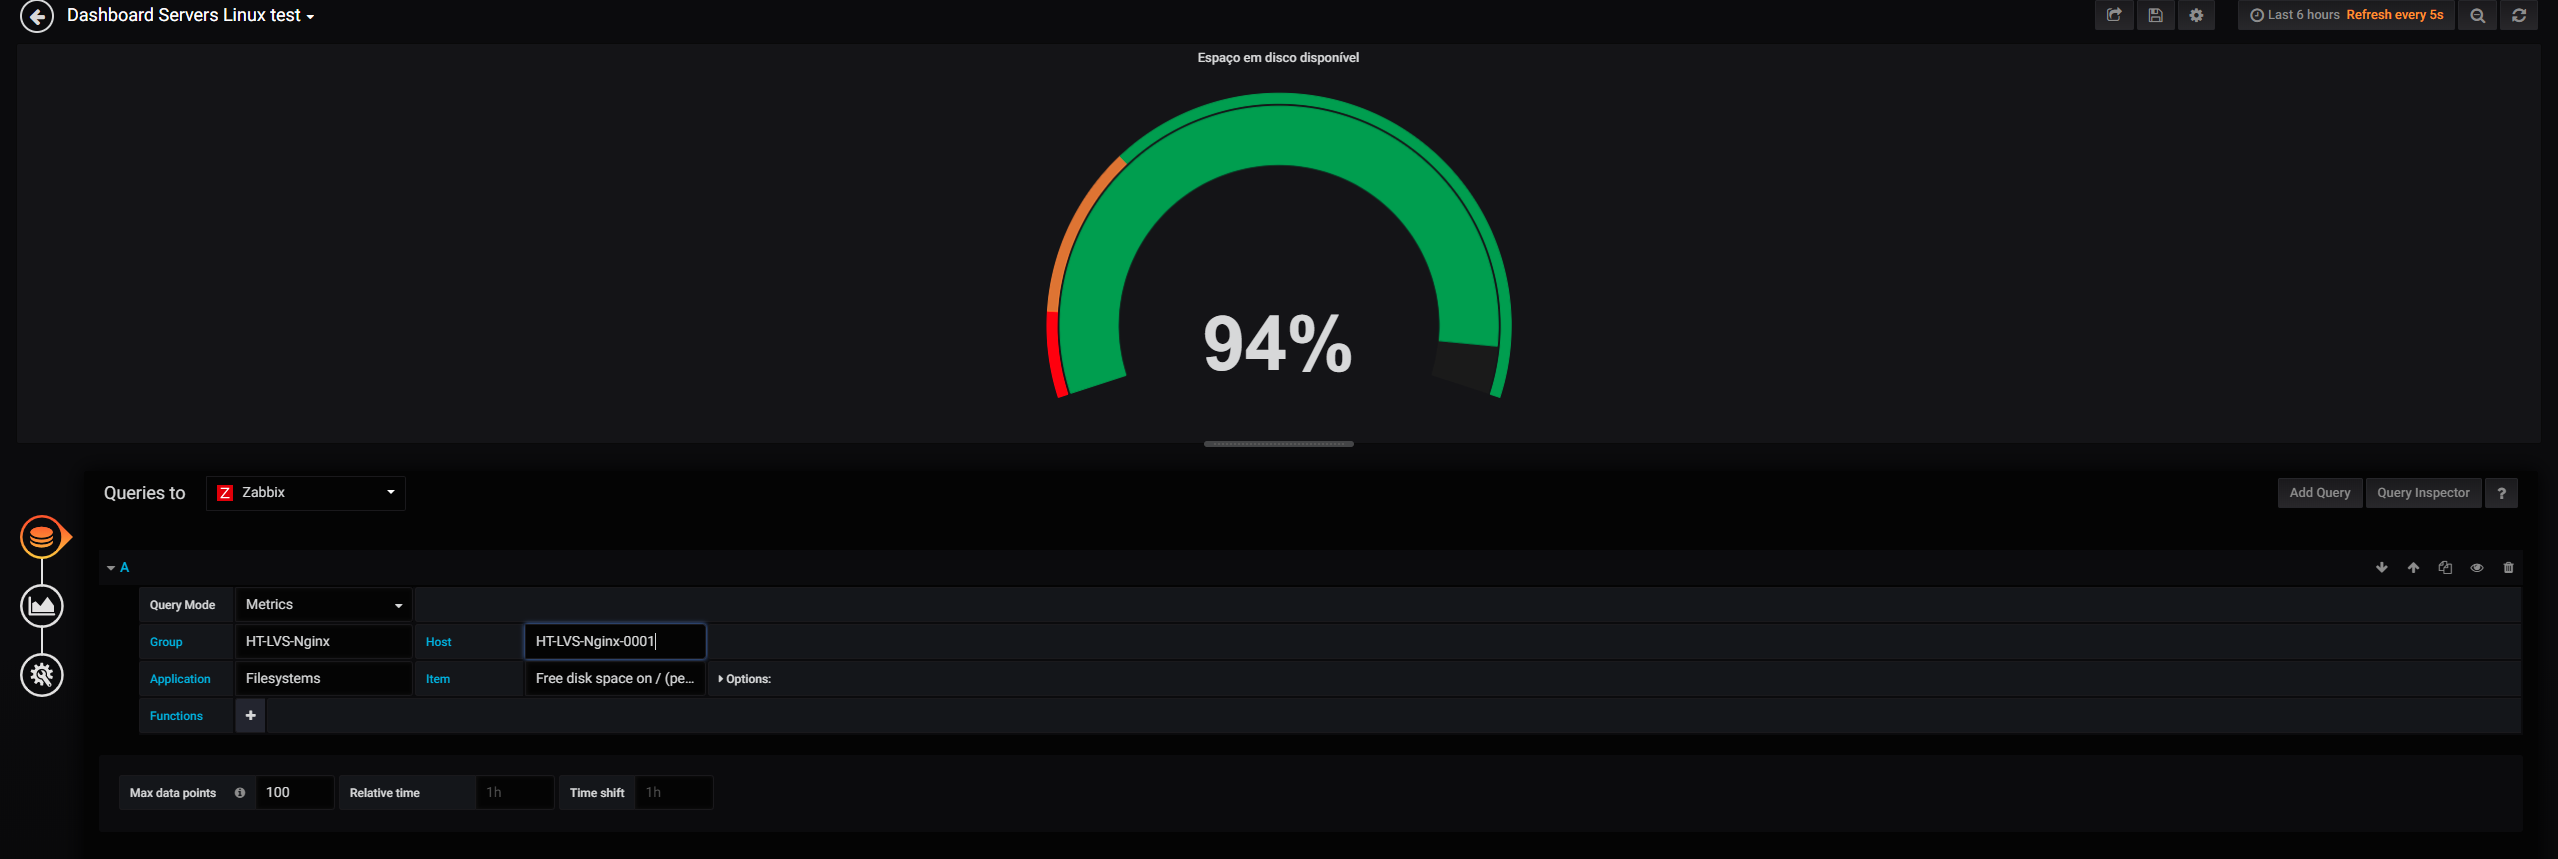 Dashboard Servers Linux test
Last 6 hours Refresh every 5s
Espaço em disco disponível
94%
Queries to Z Zabbix
Add Query Query Inspector ?
A
Query Mode Metrics
Group HT-LVS-Nginx Host HT-LVS-Nginx-0001
Application Filesystems Item Free disk space on / (pe... Options:
Functions +
Max data points 100 Relative time 1h Time shift 1h